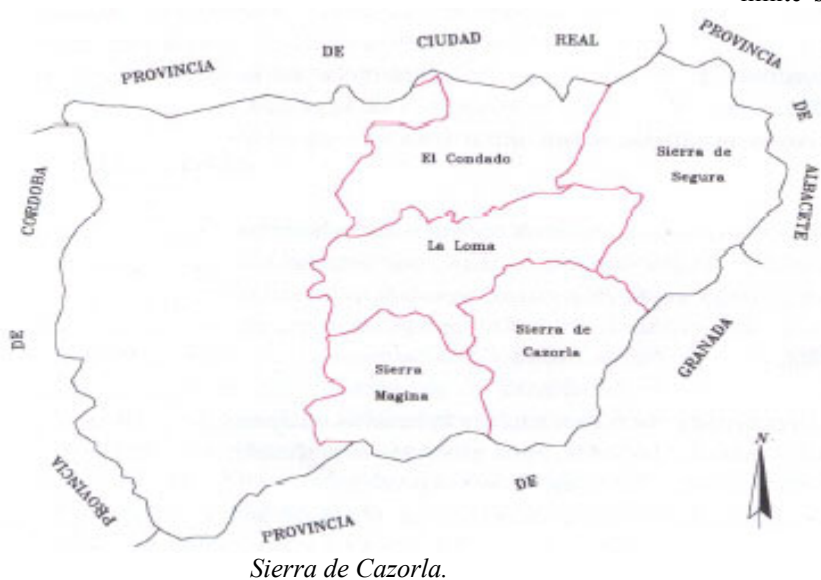 PROVINCIA DE CIUDAD REAL
PROVINCIA DE ALBACETE
El Condado
Sierra de
Segura
CORDOBA
La Loma
DE
Sierra de
Cazorla
GRANADA
Sierra
Magina
N
DE
PROVINCIA
PROVINCIA
Sierra de Cazorla.